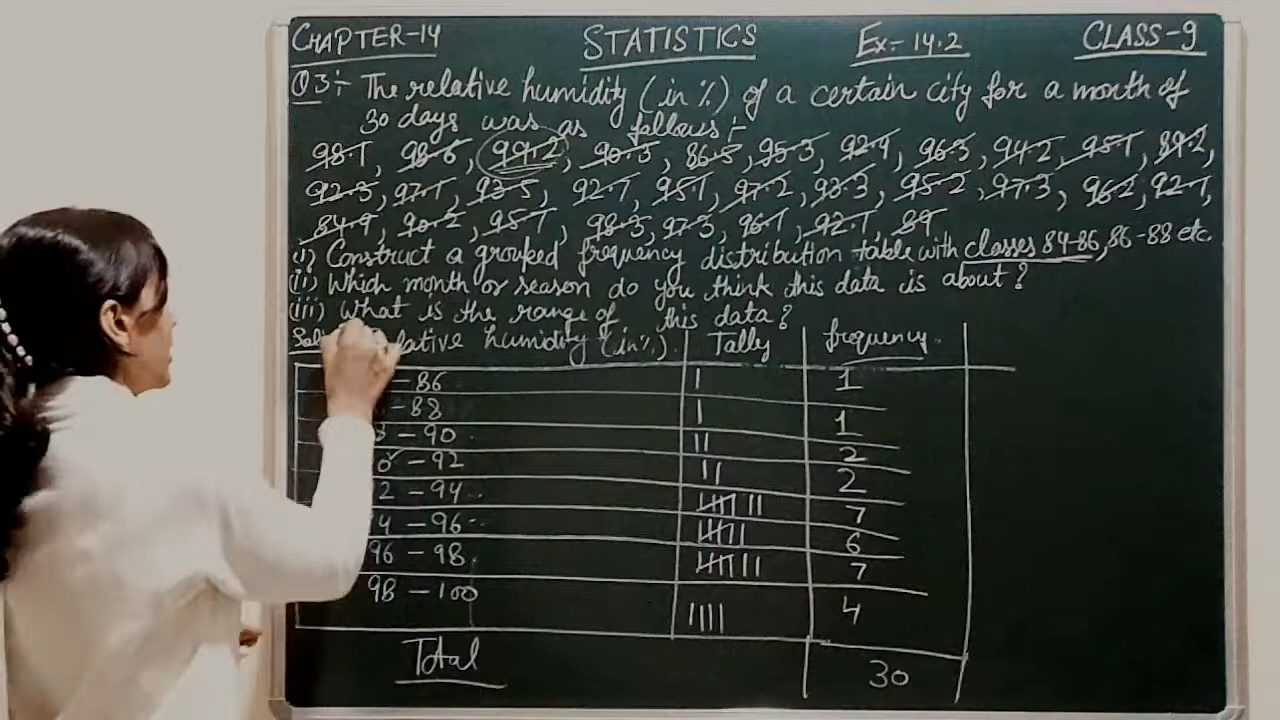 CHAPTER-14 STATISTICS Ex-14.2 CLASS-9
Q3:- The relative humidity (in %) of a certain city for a month of
30 days was as follows:-
98.1, 98.6, 99.2, 90.3, 86.5, 95.3, 92.9, 96.3, 94.2, 95.1, 89.2,
92.3, 97.1, 93.5, 92.7, 95.1, 97.2, 93.3, 95.2, 97.3, 96.2, 92.1,
84.9, 90.2, 95.7, 98.3, 97.3, 96.1, 92.1, 89
(i) Construct a grouped frequency distribution table with classes 84-86, 86-88 etc.
(ii) Which month or season do you think this data is about?
(iii) What is the range of this data?
lative humidity (in%). Tally frequency.
- 86 | 1
- 88 | 1
- 90 || 2
0 - 92 || 2
2 - 94 |||| || 7
4 - 96 |||| | 6
96 - 98 |||| || 7
98 - 100 |||| 4
Total 30